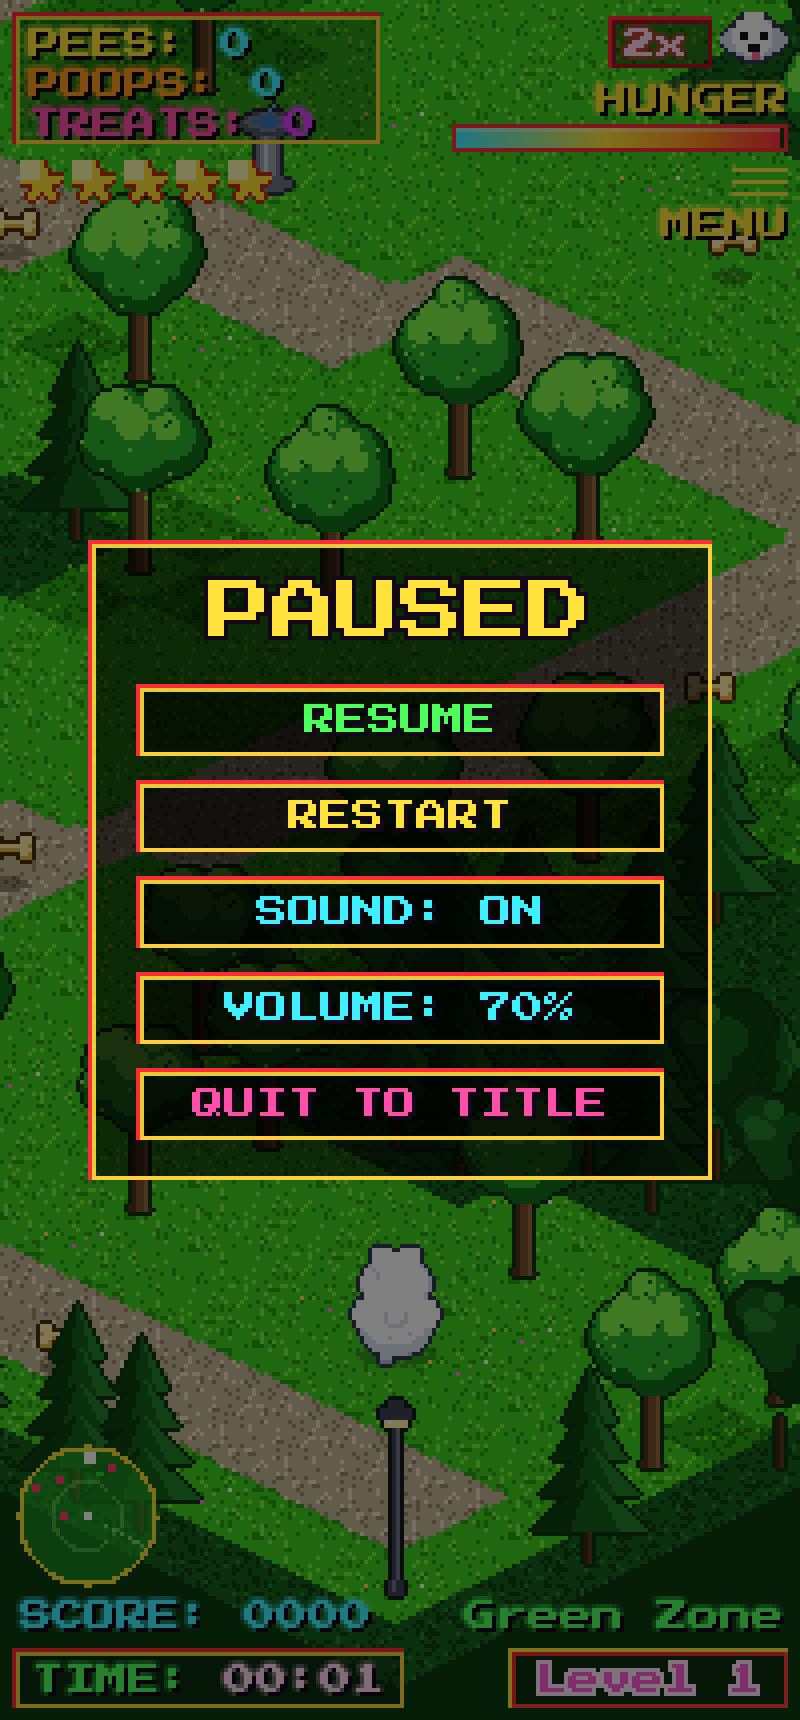 PEES: 0
POOPS: 0
TREATS: 0
2x
HUNGER
MENU
PAUSED
RESUME
RESTART
SOUND: ON
VOLUME: 70%
QUIT TO TITLE
SCORE: 0000
Green Zone
TIME: 00:01
Level 1